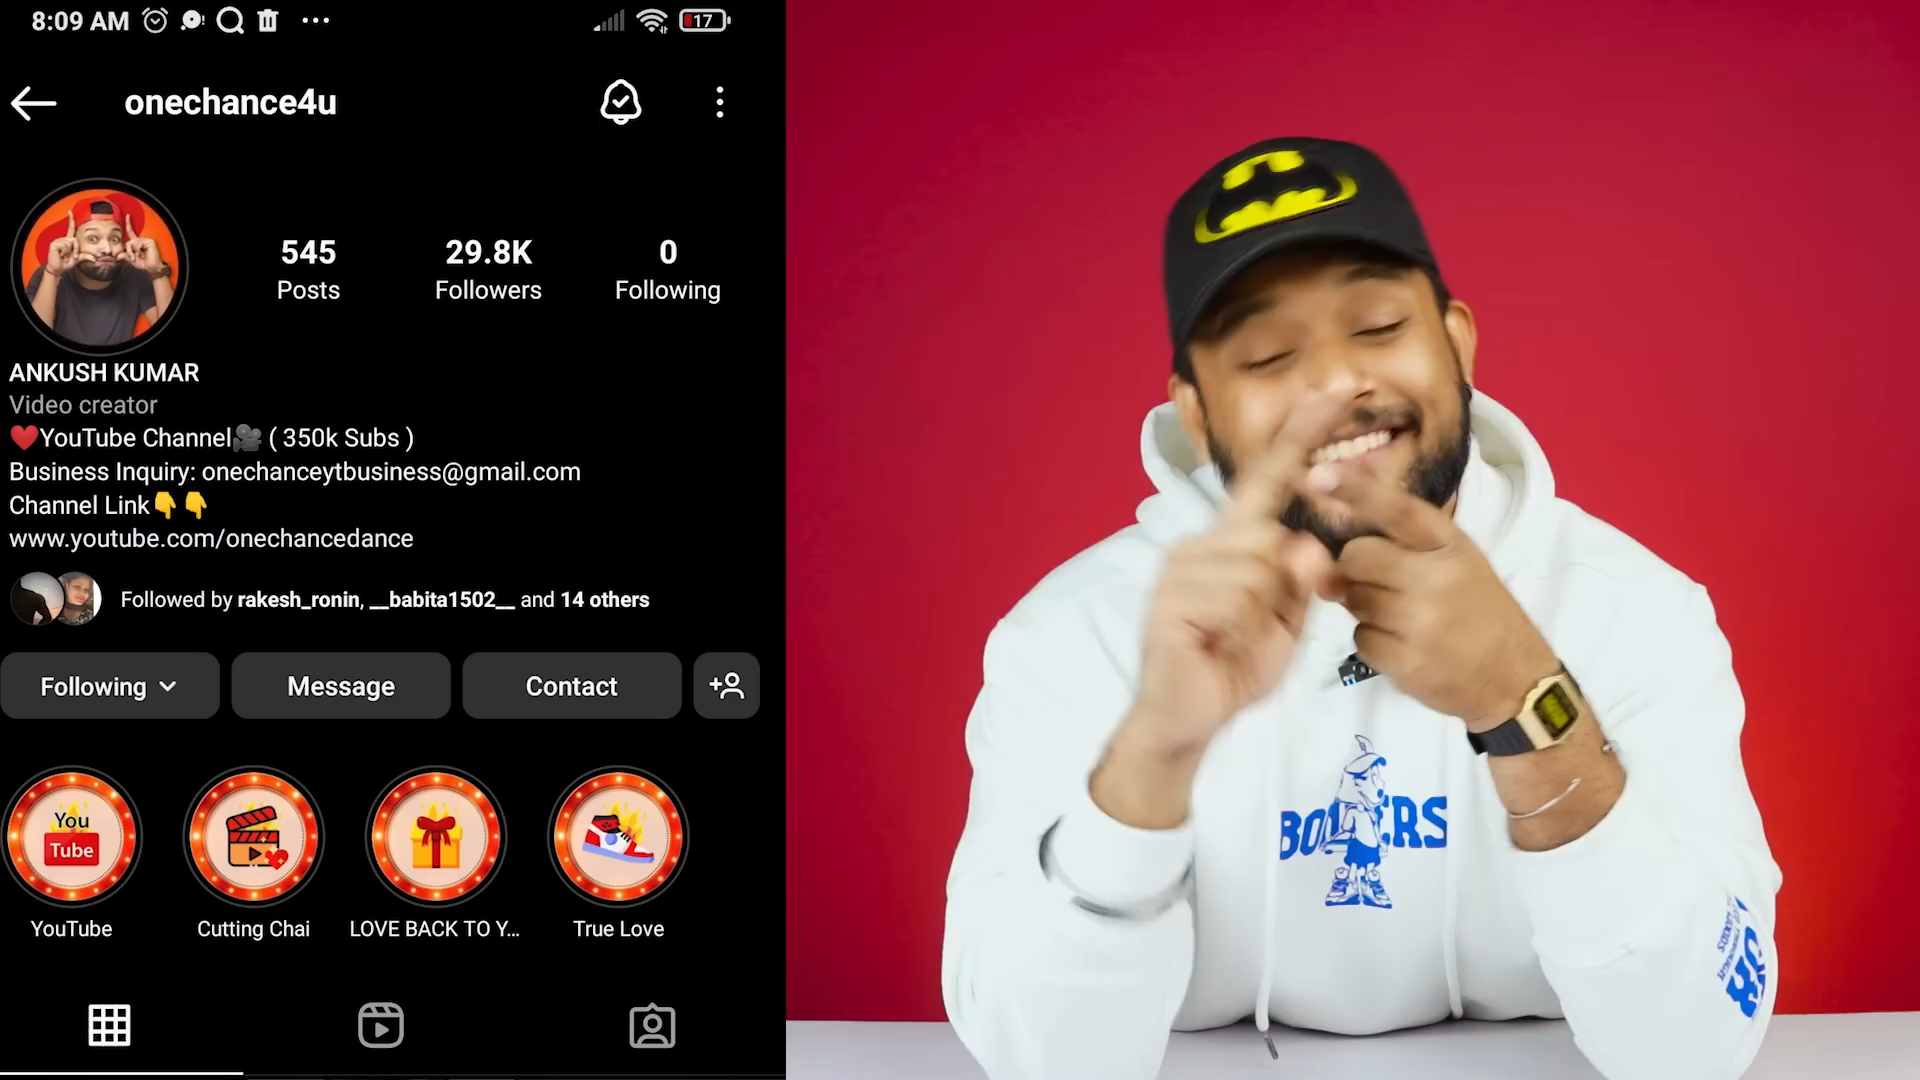 8:09 AM
17
onechance4u
545
Posts
29.8K
Followers
0
Following
ANKUSH KUMAR
Video creator
❤️YouTube Channel🎥 ( 350k Subs )
Business Inquiry: onechanceytbusiness@gmail.com
Channel Link👇👇
www.youtube.com/onechancedance
Followed by rakesh_ronin, __babita1502__ and 14 others
Following
Message
Contact
You
Tube
YouTube
Cutting Chai
LOVE BACK TO Y...
True Love